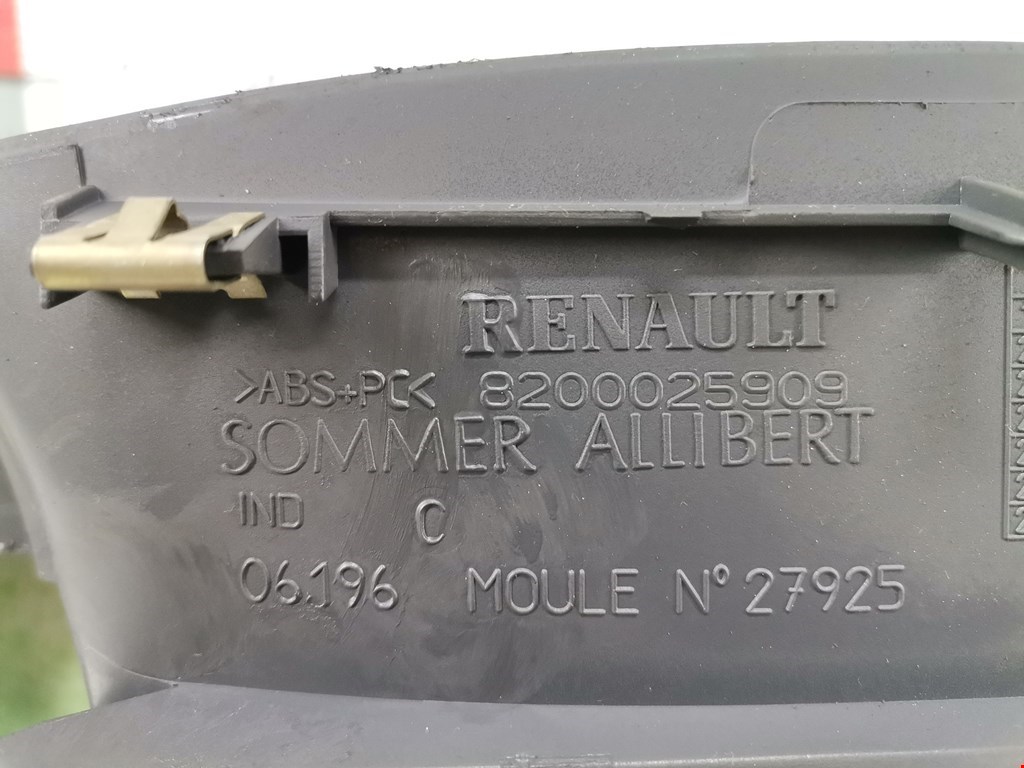 RENAULT
>ABS+PC< 8200025909
SOMMER ALLIBERT
IND C
06.196 MOULE N° 27925